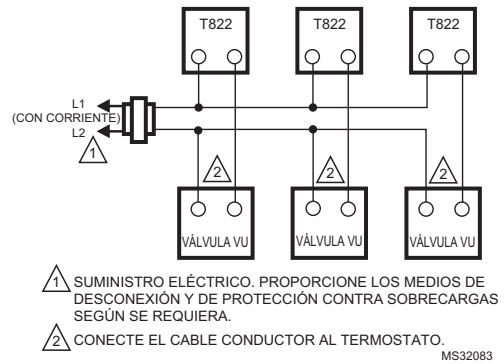 T822 T822 T822
L1
(CON CORRIENTE)
L2
1
2 2 2
VÁLVULA VU VÁLVULA VU VÁLVULA VU
1 SUMINISTRO ELÉCTRICO. PROPORCIONE LOS MEDIOS DE
DESCONEXIÓN Y DE PROTECCIÓN CONTRA SOBRECARGAS
SEGÚN SE REQUIERA.
2 CONECTE EL CABLE CONDUCTOR AL TERMOSTATO.
MS32083